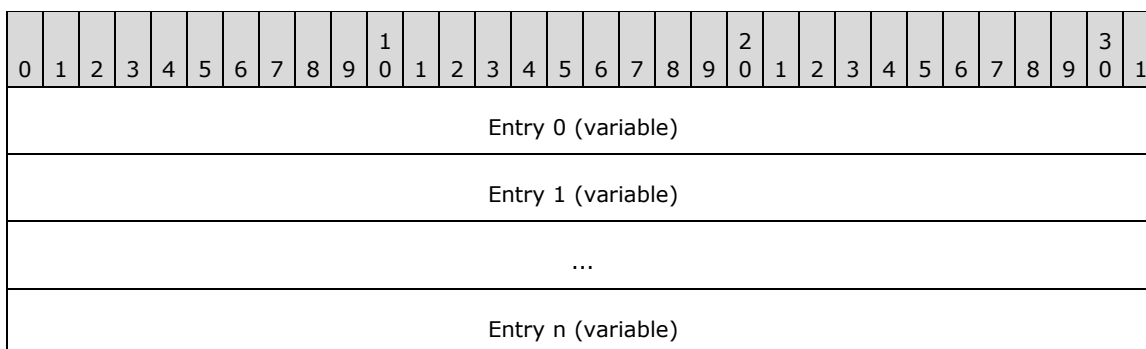 1 2 3
0 1 2 3 4 5 6 7 8 9 0 1 2 3 4 5 6 7 8 9 0 1 2 3 4 5 6 7 8 9 0 1
Entry 0 (variable)
Entry 1 (variable)
...
Entry n (variable)